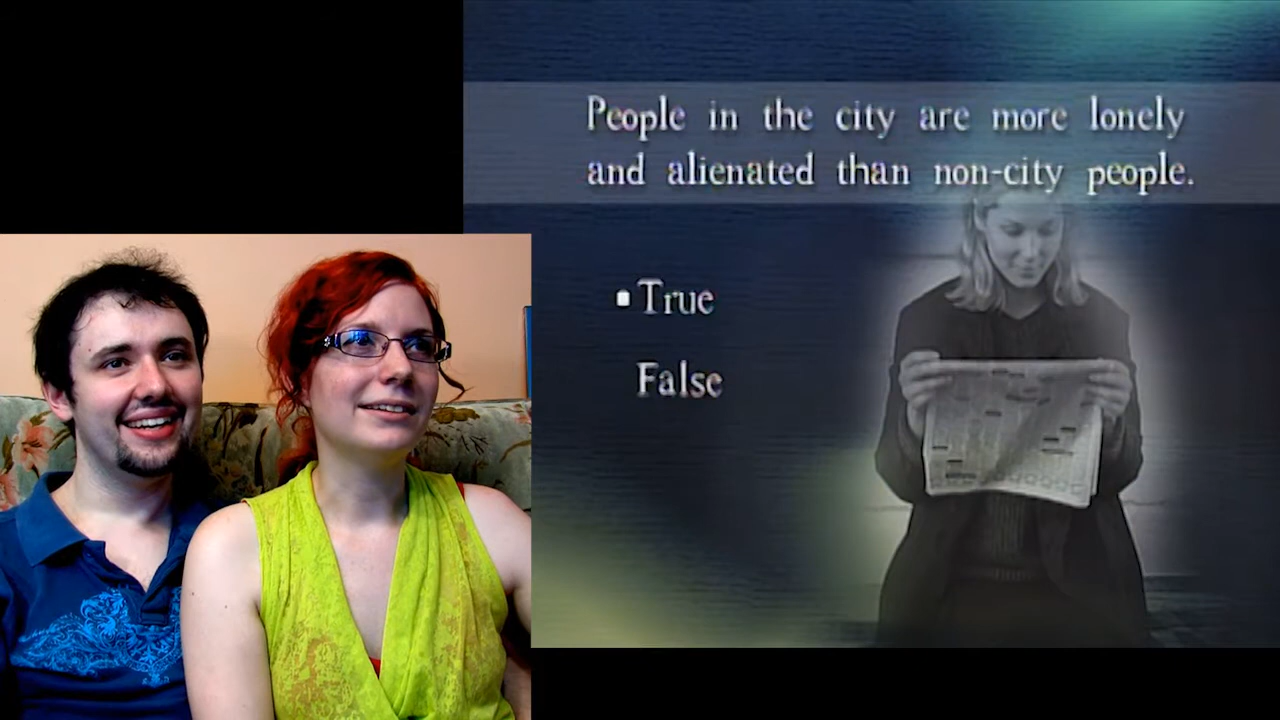 People in the city are more lonely
and alienated than non-city people.
True
False